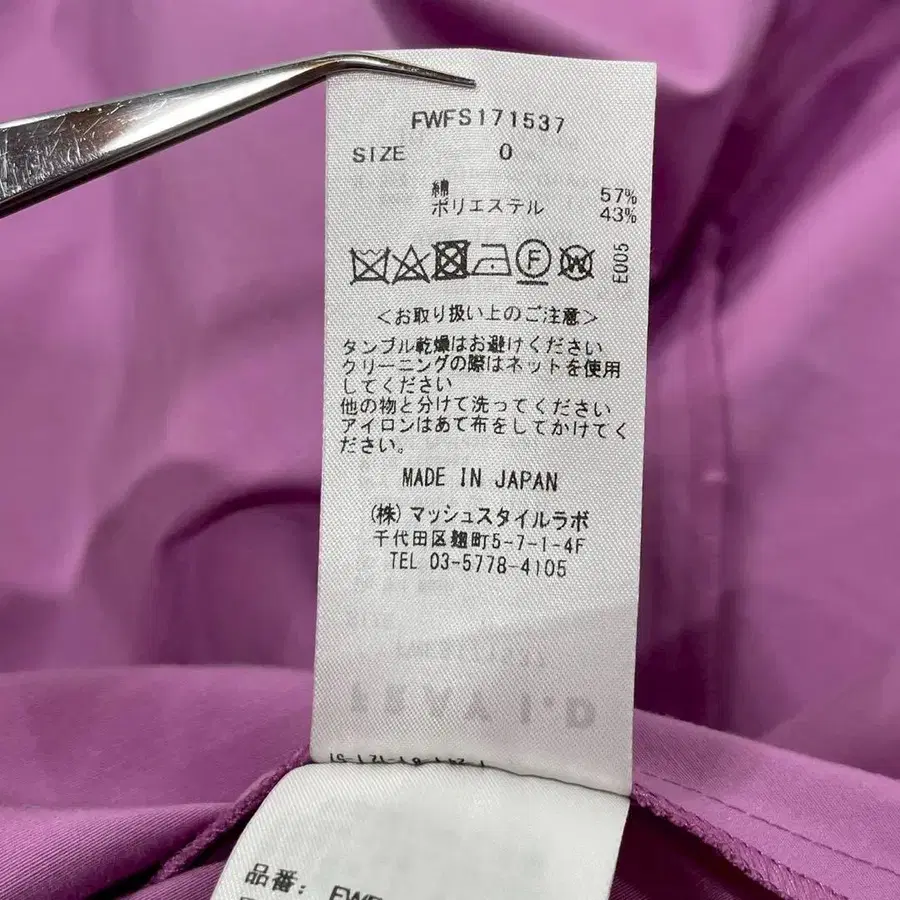 FWFS171537
SIZE 0
綿 57%
ポリエステル 43%
E005
F
W
<お取り扱い上のご注意>
タンブル乾燥はお避けください
クリーニングの際はネットを使用
してください
他の物と分けて洗ってください
アイロンはあて布をしてかけてく
ださい。
MADE IN JAPAN
(株)マッシュスタイルラボ
千代田区麹町5-7-1-4F
TEL 03-5778-4105
品番: